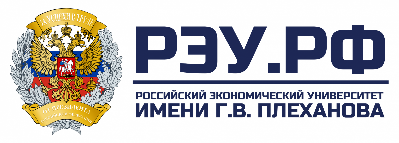 РЭУ.РФ
РОССИЙСКИЙ ЭКОНОМИЧЕСКИЙ УНИВЕРСИТЕТ
ИМЕНИ Г.В. ПЛЕХАНОВА